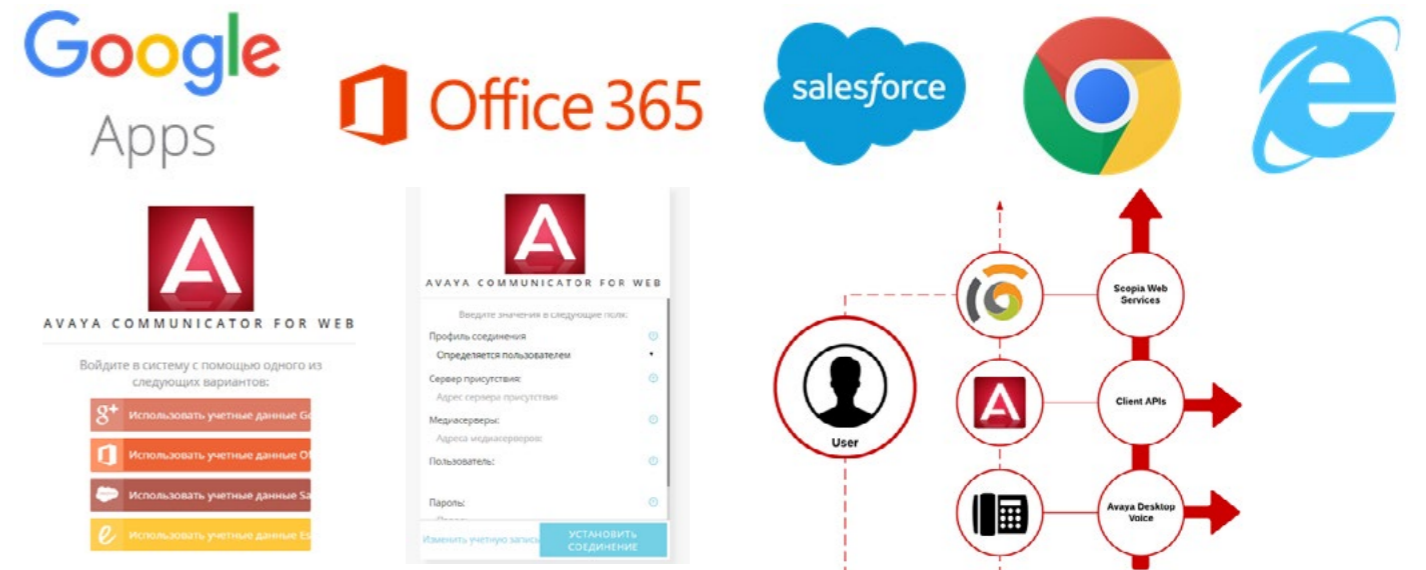 Google
Apps
Office 365
salesforce
AVAYA COMMUNICATOR FOR WEB
Войдите в систему с помощью одного из
следующих вариантов:
g+ Использовать учетные данные Go
Использовать учетные данные Of
Использовать учетные данные Sa
Использовать учетные данные Es
AVAYA COMMUNICATOR FOR WEB
Введите значения в следующие поля:
Профиль соединения
Определяется пользователем
Сервер присутствия:
Адрес сервера присутствия
Медиасерверы:
Адреса медиасерверов:
Пользователь:
Пароль:
Изменить учетную запись
УСТАНОВИТЬ
СОЕДИНЕНИЕ
User
Scopia Web
Services
Client APIs
Avaya Desktop
Voice